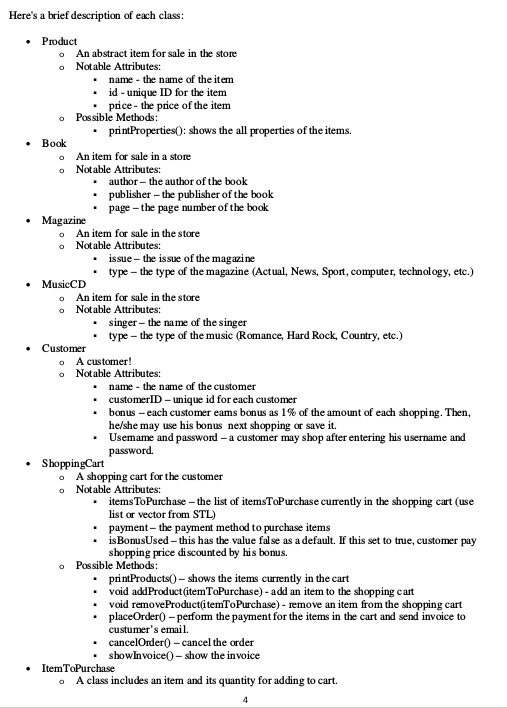 Here's a brief description of each class:
• Product
o An abstract item for sale in the store
o Notable Attributes:
▪ name - the name of the item
▪ id - unique ID for the item
▪ price - the price of the item
o Possible Methods:
▪ printProperties(): shows the all properties of the items.
• Book
o An item for sale in a store
o Notable Attributes:
▪ author – the author of the book
▪ publisher – the publisher of the book
▪ page – the page number of the book
• Magazine
o An item for sale in the store
o Notable Attributes:
▪ issue – the issue of the magazine
▪ type – the type of the magazine (Actual, News, Sport, computer, technology, etc.)
• MusicCD
o An item for sale in the store
o Notable Attributes:
▪ singer – the name of the singer
▪ type – the type of the music (Romance, Hard Rock, Country, etc.)
• Customer
o A customer!
o Notable Attributes:
▪ name - the name of the customer
▪ customerID – unique id for each customer
▪ bonus – each customer earns bonus as 1% of the amount of each shopping. Then,
he/she may use his bonus next shopping or save it.
▪ Username and password – a customer may shop after entering his username and
password.
• ShoppingCart
o A shopping cart for the customer
o Notable Attributes:
▪ itemsToPurchase – the list of itemsToPurchase currently in the shopping cart (use
list or vector from STL)
▪ payment – the payment method to purchase items
▪ isBonusUsed – this has the value false as a default. If this set to true, customer pay
shopping price discounted by his bonus.
o Possible Methods:
▪ printProducts() – shows the items currently in the cart
▪ void addProduct(itemToPurchase) - add an item to the shopping cart
▪ void removeProduct(itemToPurchase) - remove an item from the shopping cart
▪ placeOrder() – perform the payment for the items in the cart and send invoice to
custumer's email.
▪ cancelOrder() – cancel the order
▪ showInvoice() – show the invoice
• ItemToPurchase
o A class includes an item and its quantity for adding to cart.
4